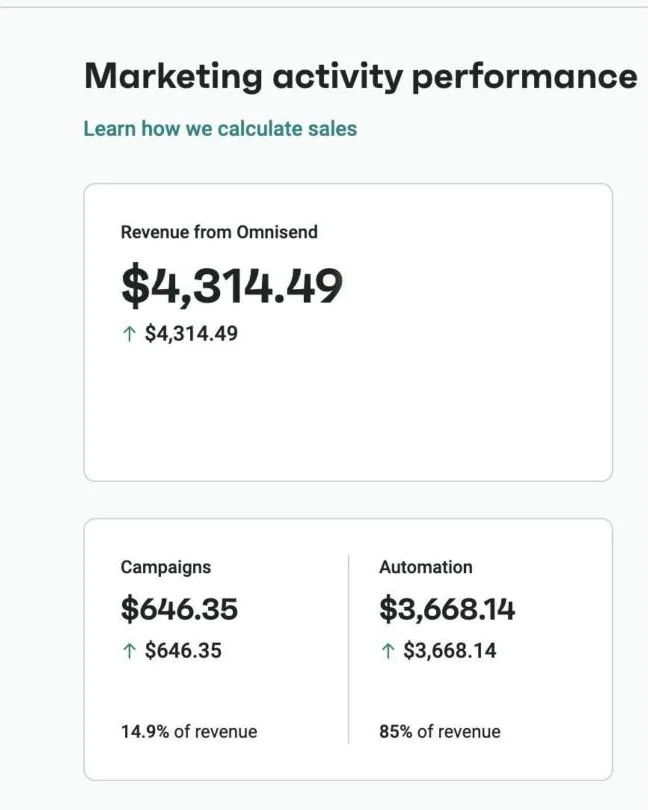 Marketing activity performance
Learn how we calculate sales
Revenue from Omnisend
$4,314.49
↑ $4,314.49
Campaigns
$646.35
↑ $646.35
14.9% of revenue
Automation
$3,668.14
↑ $3,668.14
85% of revenue